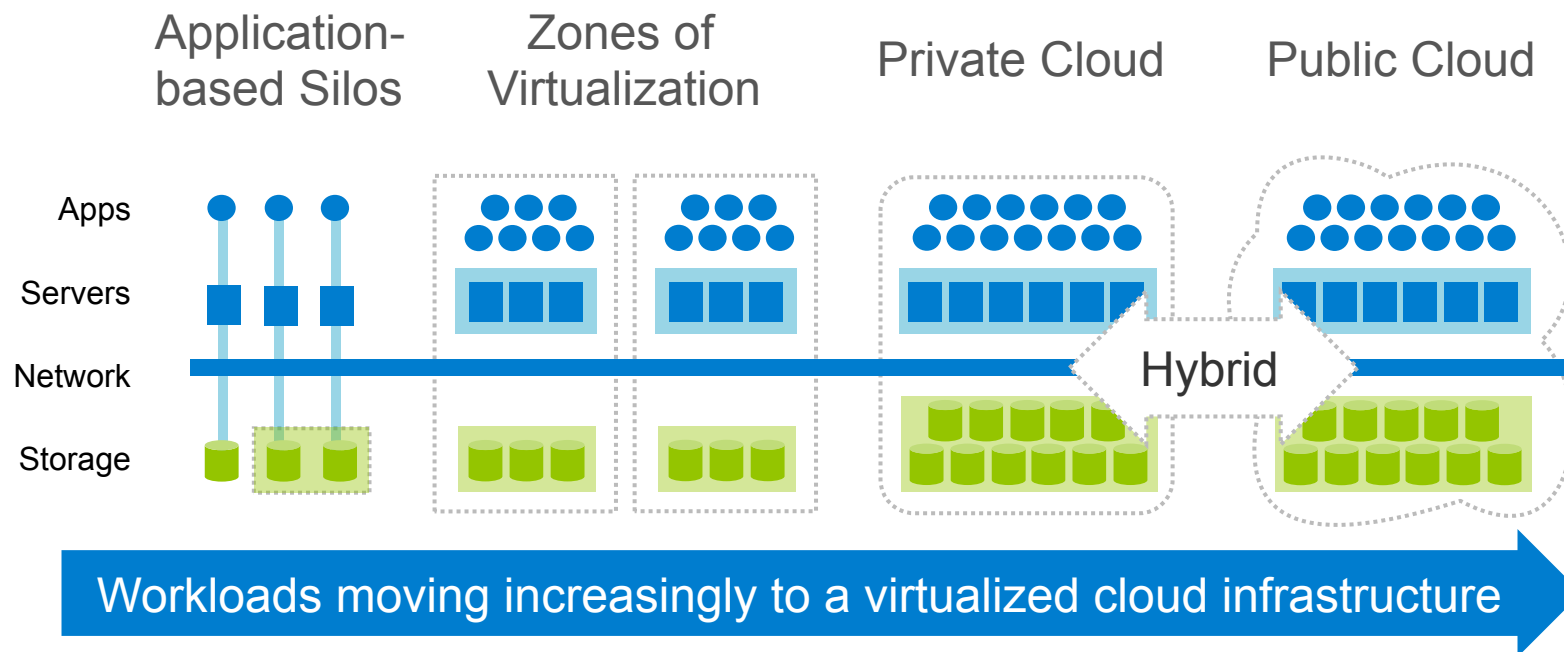 Application-
based Silos
Zones of
Virtualization
Private Cloud
Public Cloud
Apps
Servers
Network
Storage
Hybrid
Workloads moving increasingly to a virtualized cloud infrastructure